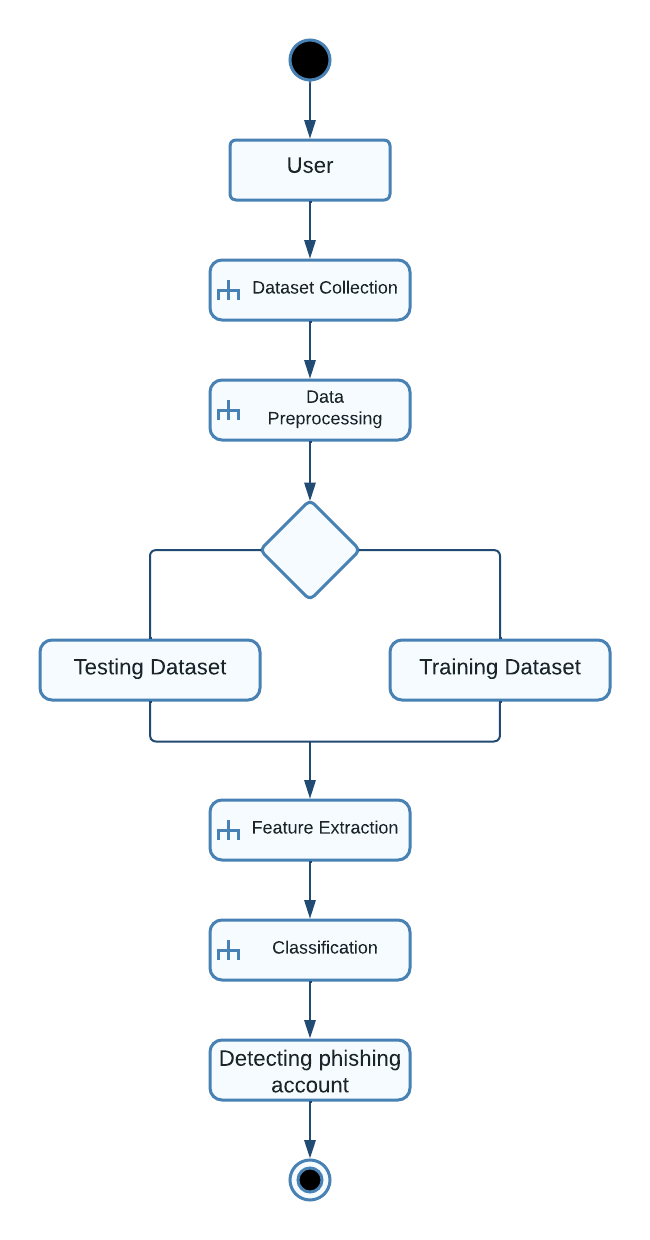 User
Dataset Collection
Data
Preprocessing
Testing Dataset
Training Dataset
Feature Extraction
Classification
Detecting phishing
account